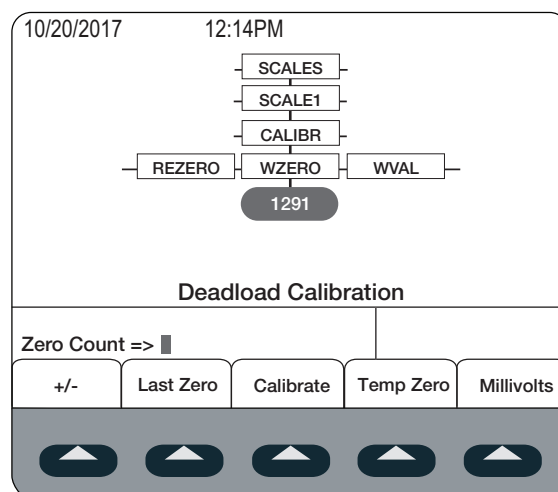 10/20/2017 12:14PM
SCALES
SCALE1
CALIBR
REZERO WZERO WVAL
1291
Deadload Calibration
Zero Count =>
+/- Last Zero Calibrate Temp Zero Millivolts